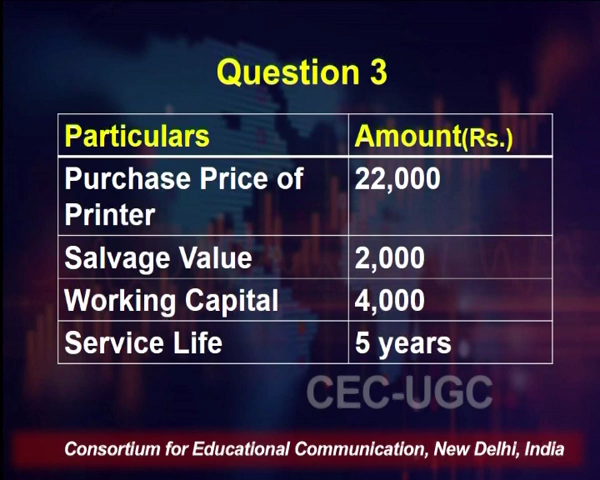 Question 3
Particulars Amount(Rs.)
Purchase Price of 22,000
Printer
Salvage Value 2,000
Working Capital 4,000
Service Life 5 years
CEC-UGC
Consortium for Educational Communication, New Delhi, India